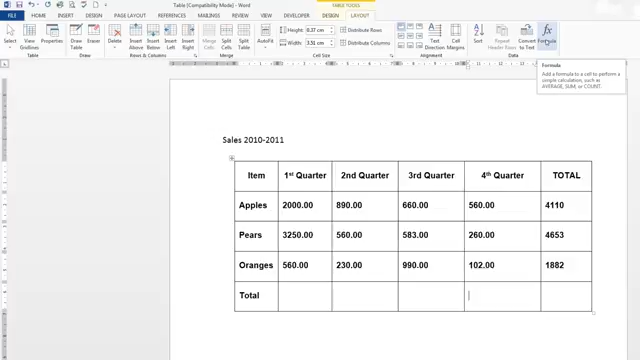 Table [Compatibility Mode] - Word
TABLE TOOLS
FILE HOME INSERT DESIGN PAGE LAYOUT REFERENCES MAILINGS REVIEW VIEW DEVELOPER DESIGN LAYOUT
Select View Gridlines Properties Draw Table Eraser Delete Insert Above Insert Below Insert Left Insert Right Merge Cells Split Cells Split Table AutoFit
Height: 0.37 cm Distribute Rows
Width: 3.51 cm Distribute Columns
Text Direction Cell Margins Sort Repeat Header Rows Convert to Text Formula
Table Draw Rows & Columns Merge Cell Size Alignment Data
Formula
Add a formula to a cell to perform a simple calculation, such as AVERAGE, SUM, or COUNT.
Sales 2010-2011
Item 1st Quarter 2nd Quarter 3rd Quarter 4th Quarter TOTAL
Apples 2000.00 890.00 660.00 560.00 4110
Pears 3250.00 560.00 583.00 260.00 4653
Oranges 560.00 230.00 990.00 102.00 1882
Total